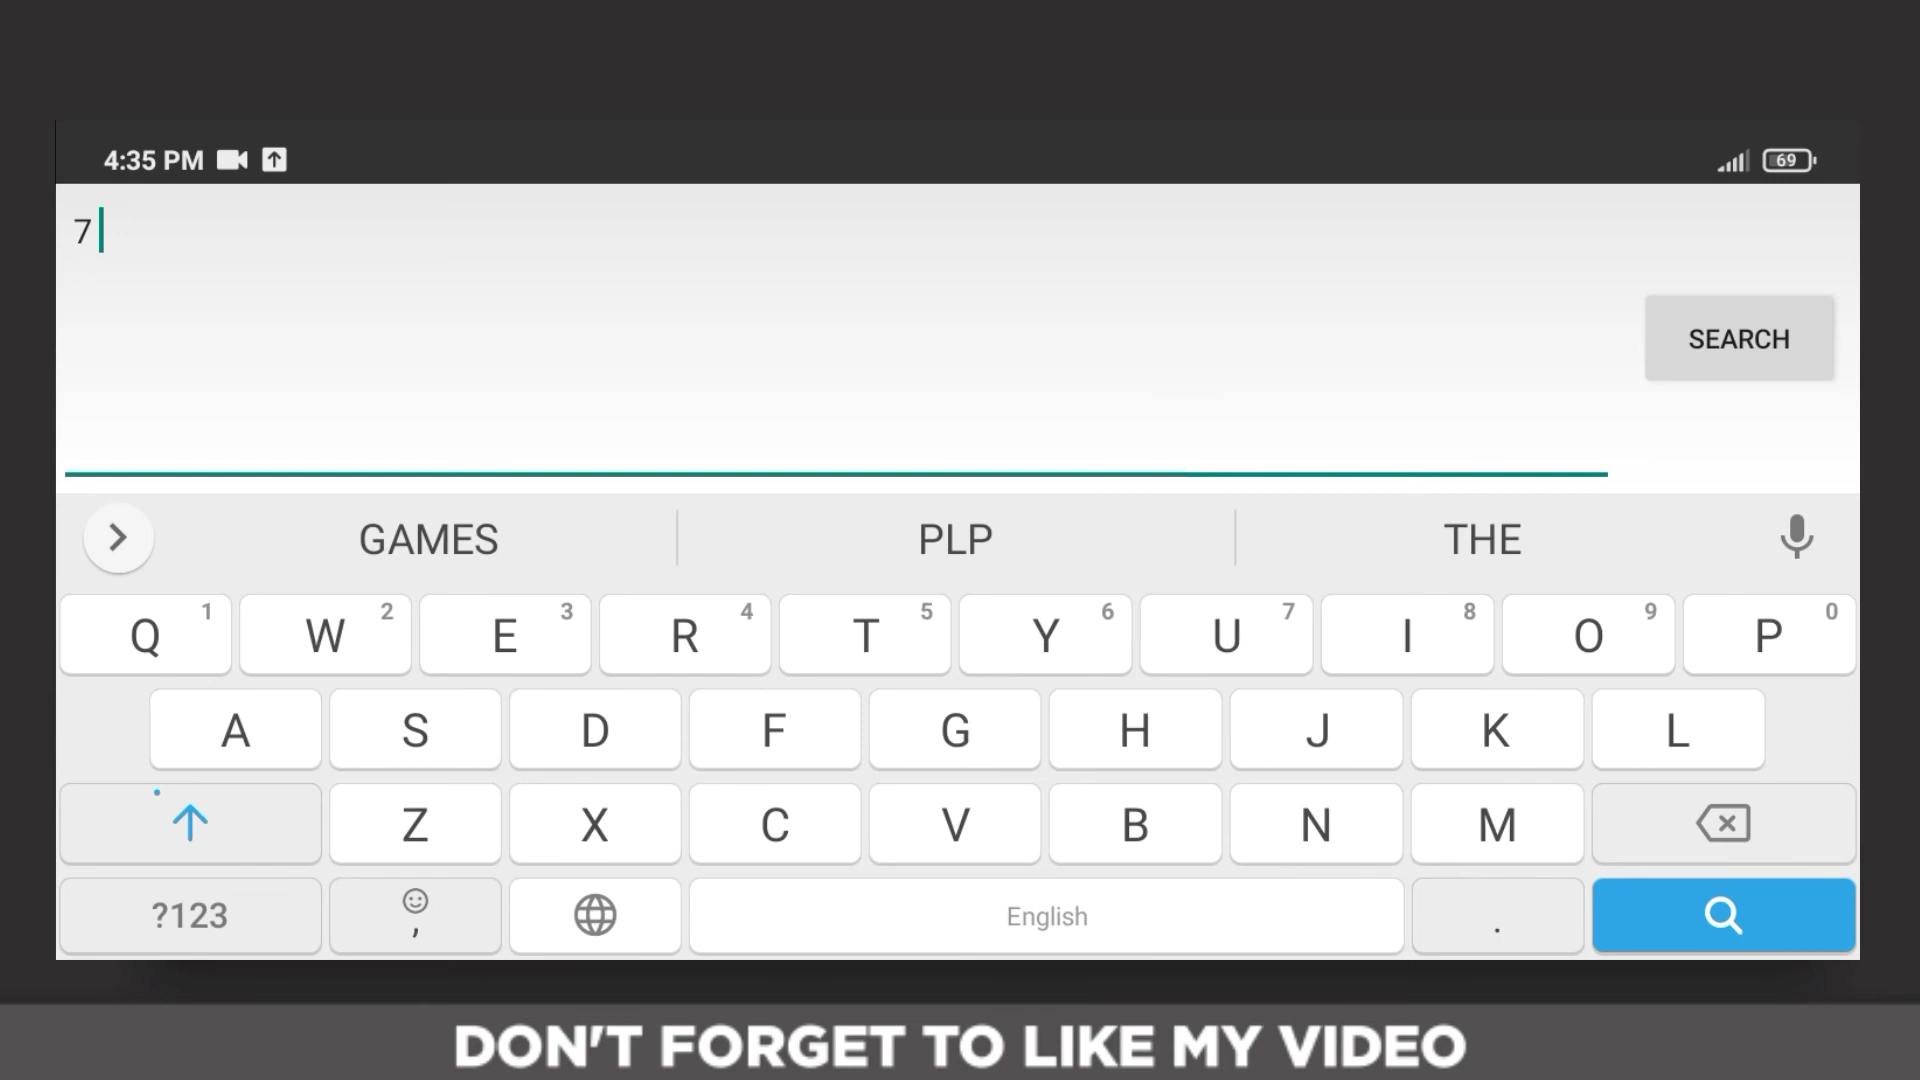 4:35 PM 69
7
SEARCH
GAMES PLP THE
Q 1 W 2 E 3 R 4 T 5 Y 6 U 7 I 8 O 9 P 0
A S D F G H J K L
Z X C V B N M
?123 , English .
DON'T FORGET TO LIKE MY VIDEO